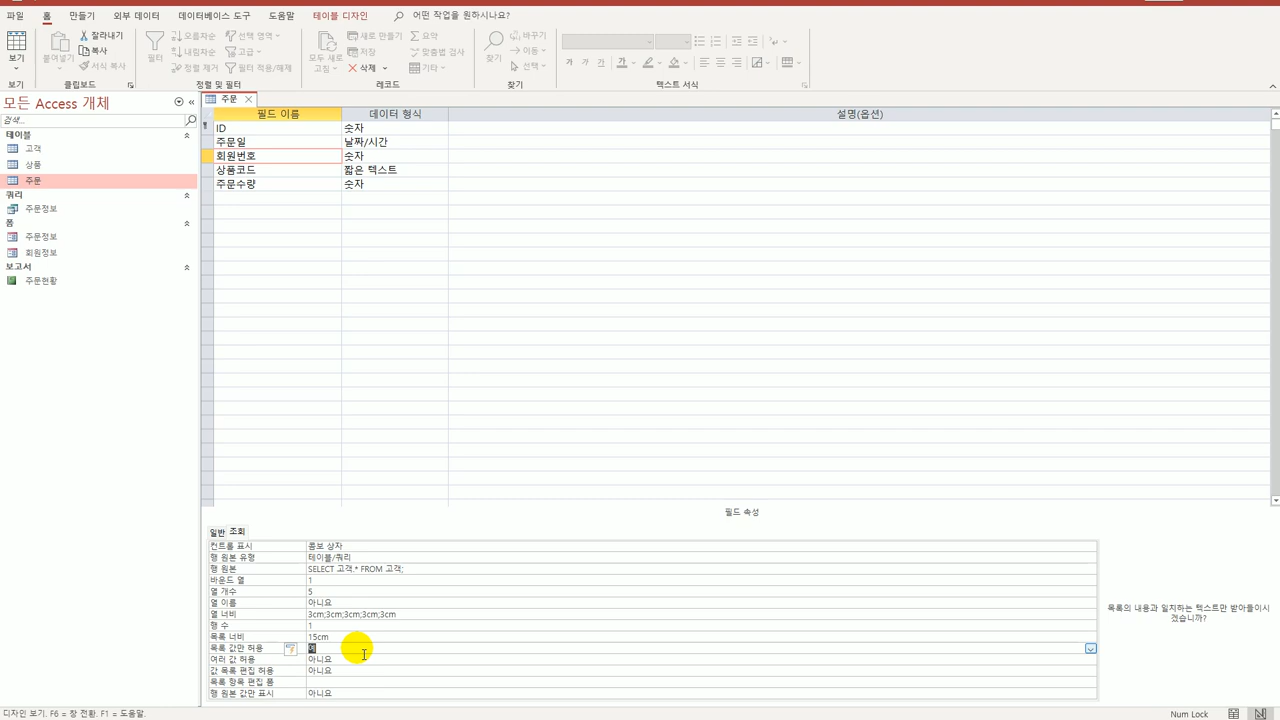 파일 홈 만들기 외부 데이터 데이터베이스 도구 도움말 테이블 디자인 어떤 작업을 원하시나요?
보기
붙여넣기
잘라내기
복사
서식 복사
필터
오름차순
내림차순
정렬 제거
선택 영역
고급
필터 적용/해제
모두 새로 고침
새로 만들기
저장
삭제
요약
맞춤법 검사
기타
찾기
바꾸기
이동
선택
가 가 가
보기 클립보드 정렬 및 필터 레코드 찾기 텍스트 서식
모든 Access 개체
검색...
테이블
고객
상품
주문
쿼리
주문정보
폼
주문정보
회원정보
보고서
주문현황
주문
필드 이름 데이터 형식 설명(옵션)
ID 숫자
주문일 날짜/시간
회원번호 숫자
상품코드 짧은 텍스트
주문수량 숫자
필드 속성
일반 조회
컨트롤 표시 콤보 상자
행 원본 유형 테이블/쿼리
행 원본 SELECT 고객.* FROM 고객;
바운드 열 1
열 개수 5
열 이름 아니요
열 너비 3cm;3cm;3cm;3cm;3cm
행 수 1
목록 너비 15cm
목록 값만 허용 예
여러 값 허용 아니요
값 목록 편집 허용 아니요
목록 항목 편집 폼
행 원본 값만 표시 아니요
목록의 내용과 일치하는 텍스트만 받아들이시
겠습니까?
디자인 보기. F6 = 창 전환. F1 = 도움말. Num Lock